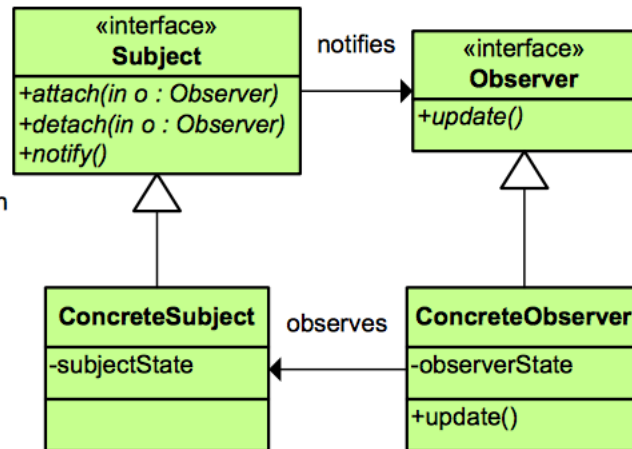 «interface»
Subject
+attach(in o : Observer)
+detach(in o : Observer)
+notify()
notifies
«interface»
Observer
+update()
n
ConcreteSubject
-subjectState
observes
ConcreteObserver
-observerState
+update()